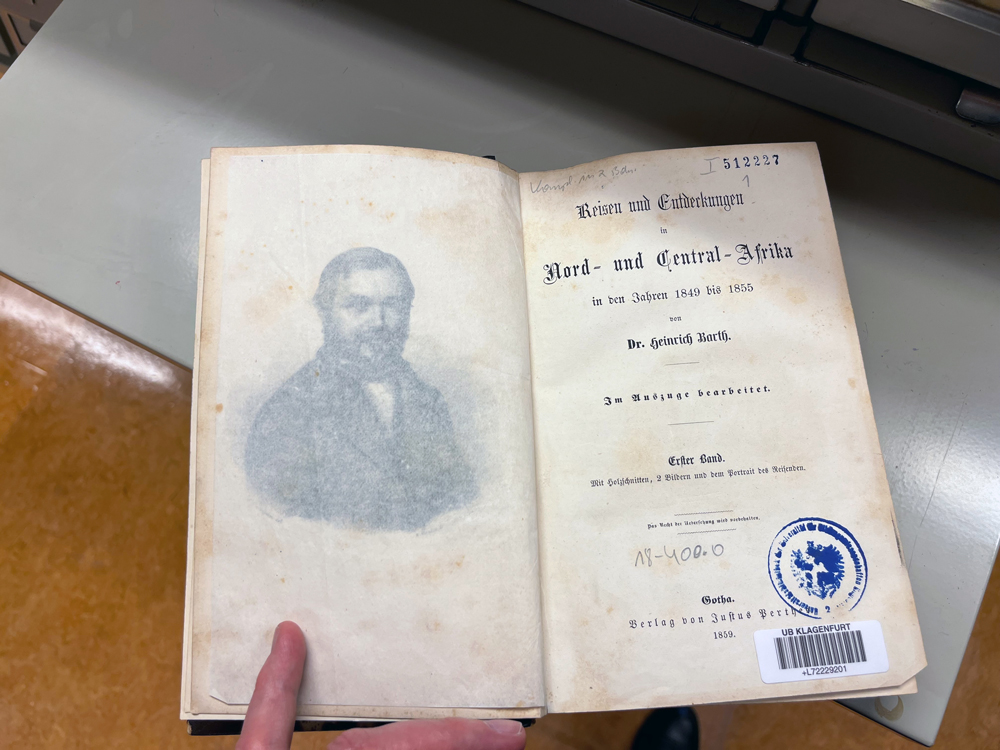 I 512227
1
Reisen und Entdeckungen
in
Nord- und Central-Afrika
in den Jahren 1849 bis 1855
von
Dr. Heinrich Barth.
Im Auszuge bearbeitet.
Erster Band.
Mit Holzschnitten, 2 Bildern und dem Portrait des Reisenden.
Das Recht der Uebersetzung wird vorbehalten.
18-400.0
Gotha.
Verlag von Justus Perthe
1859.
UB KLAGENFURT
+L72229201